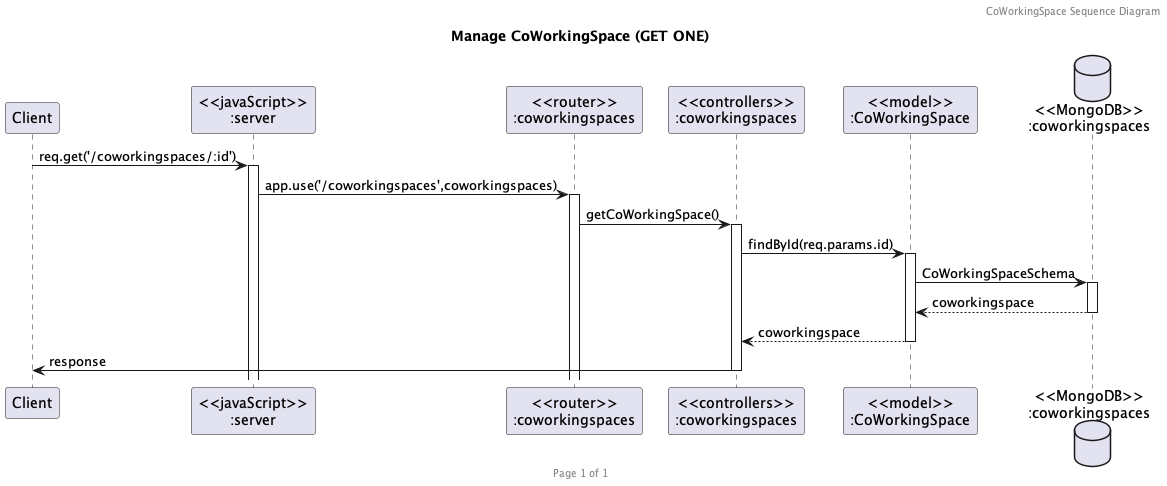 CoWorkingSpace Sequence Diagram
Manage CoWorkingSpace (GET ONE)
Client
<<javaScript>>
:server
<<router>>
:coworkingspaces
<<controllers>>
:coworkingspaces
<<model>>
:CoWorkingSpace
<<MongoDB>>
:coworkingspaces
req.get('/coworkingspaces/:id')
app.use('/coworkingspaces',coworkingspaces)
getCoWorkingSpace()
findById(req.params.id)
CoWorkingSpaceSchema
coworkingspace
coworkingspace
response
Client
<<javaScript>>
:server
<<router>>
:coworkingspaces
<<controllers>>
:coworkingspaces
<<model>>
:CoWorkingSpace
<<MongoDB>>
:coworkingspaces
Page 1 of 1